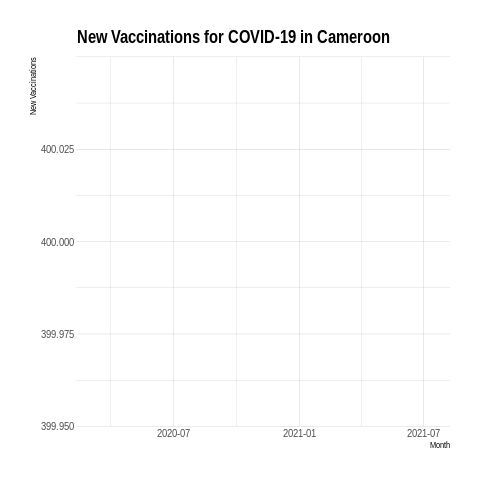 New Vaccinations for COVID-19 in Cameroon
New Vaccinations
400.025
400.000
399.975
399.950
2020-07 2021-01 2021-07
Month